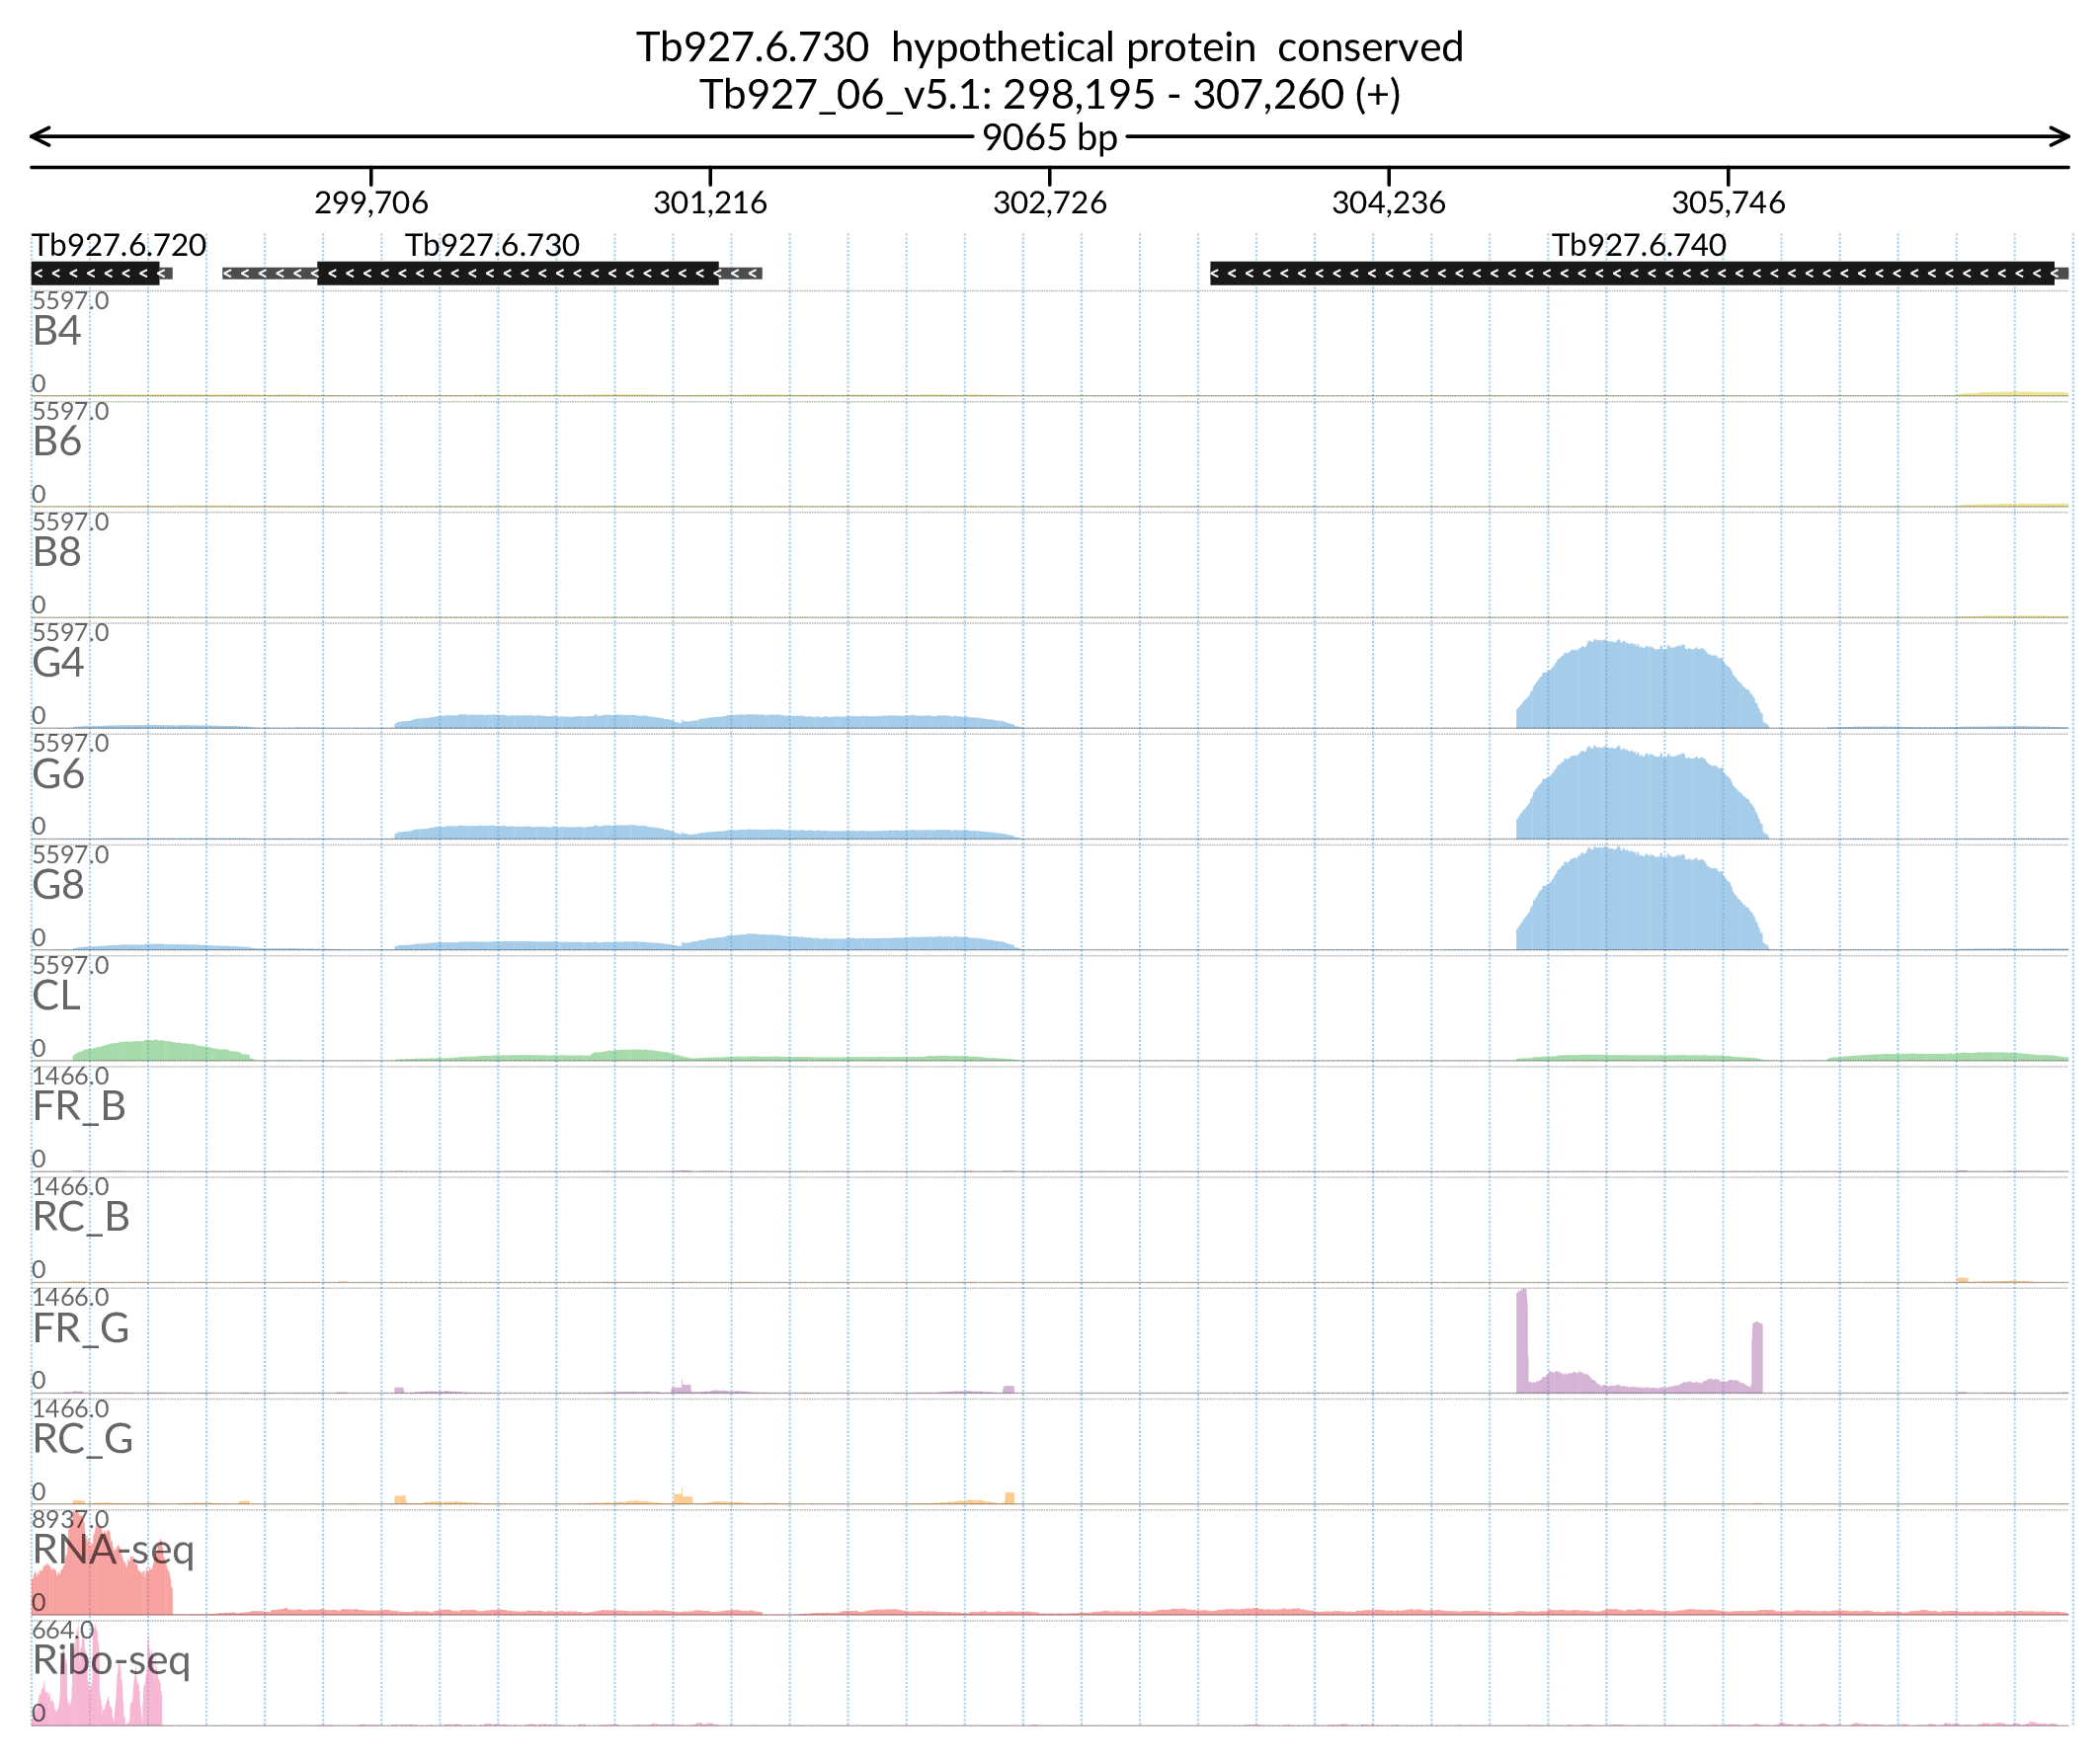 Tb927.6.730  hypothetical protein  conserved
Tb927_06_v5.1: 298,195 - 307,260 (+)
9065 bp
299,706 301,216 302,726 304,236 305,746
Tb927.6.720 Tb927.6.730 Tb927.6.740
5597.0
B4
0
5597.0
B6
0
5597.0
B8
0
5597.0
G4
0
5597.0
G6
0
5597.0
G8
0
5597.0
CL
0
1466.0
FR_B
0
1466.0
RC_B
0
1466.0
FR_G
0
1466.0
RC_G
0
8937.0
RNA-seq
0
664.0
Ribo-seq
0